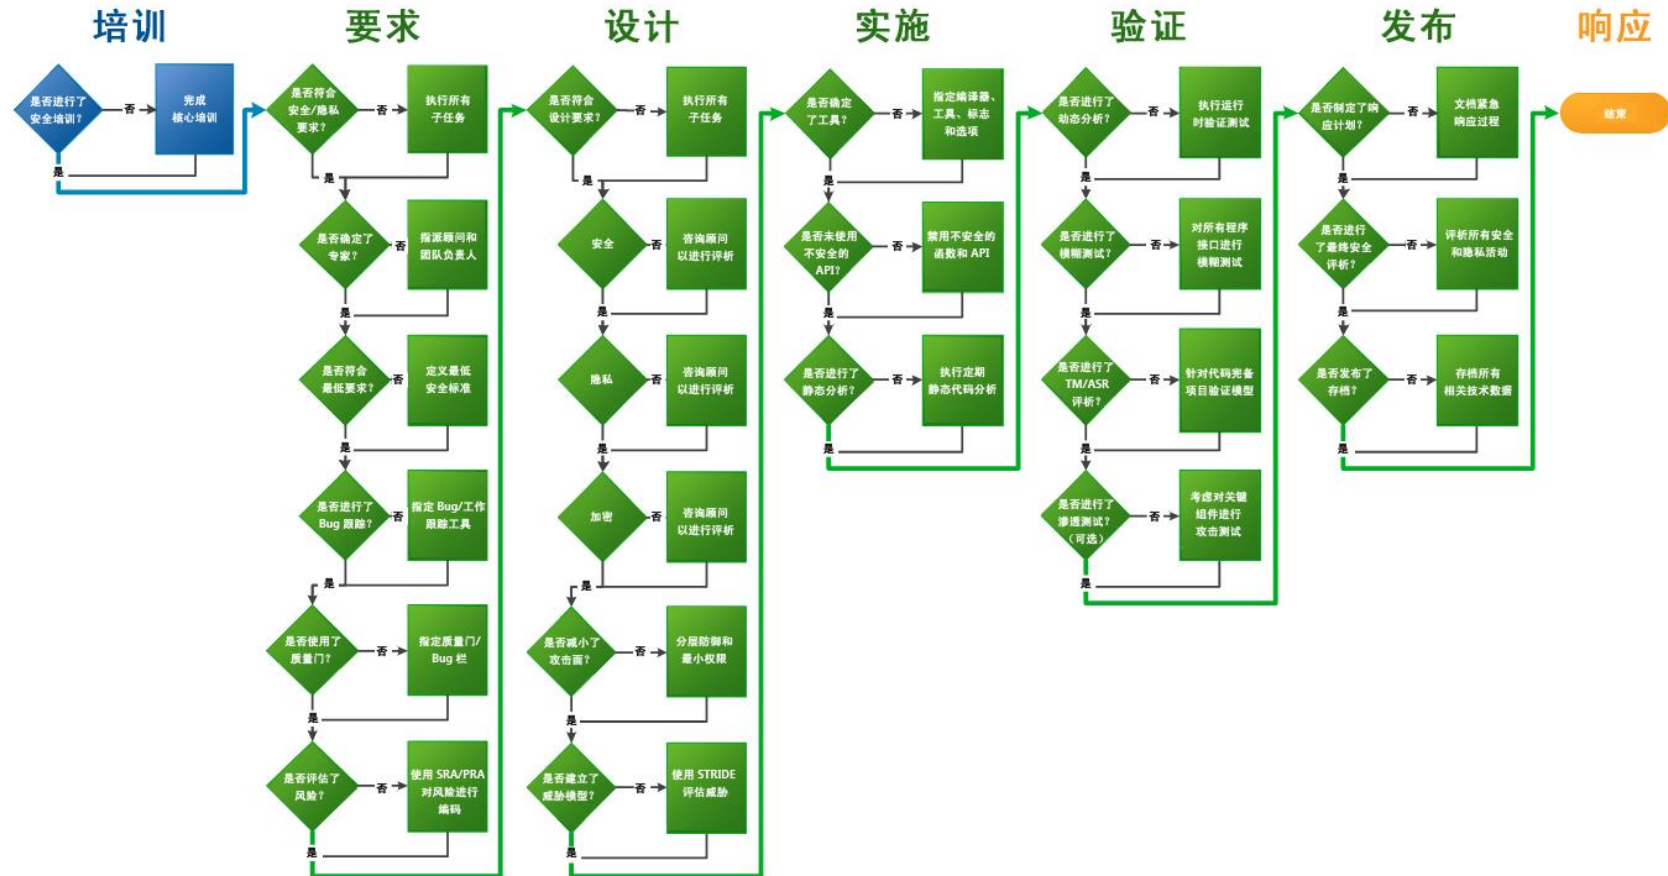 培训
要求
设计
实施
验证
发布
响应
是否进行了
安全培训?
否
完成
核心培训
是
是否符合
安全/隐私
要求?
否
执行所有
子任务
是
是否确定了
专家?
否
指派顾问和
团队负责人
是
是否符合
最低要求?
否
定义最低
安全标准
是
是否进行了
Bug 跟踪?
否
指定 Bug/工作
跟踪工具
是
是否使用了
质量门?
否
指定质量门/
Bug 栏
是
是否评估了
风险?
否
使用 SRA/PRA
对风险进行
编码
是
是否符合
设计要求?
否
执行所有
子任务
是
安全
否
咨询顾问
以进行评析
是
隐私
否
咨询顾问
以进行评析
是
加密
否
咨询顾问
以进行评析
是
是否减小了
攻击面?
否
分层防御和
最小权限
是
是否建立了
威胁模型?
否
使用 STRIDE
评估威胁
是
是否确定
了工具?
否
指定编译器、
工具、标志
和选项
是
是否未使用
不安全的
API?
否
禁用不安全的
函数和 API
是
是否进行了
静态分析?
否
执行定期
静态代码分析
是
是否进行了
动态分析?
否
执行运行
时验证测试
是
是否进行了
模糊测试?
否
对所有程序
接口进行
模糊测试
是
是否进行了
TM/ASR
评析?
否
针对代码完备
项目验证模型
是
是否进行了
渗透测试?
(可选)
否
考虑对关键
组件进行
攻击测试
是
是否制定了响
应计划?
否
文档紧急
响应过程
是
是否进行
了最终安全
评析?
否
评析所有安全
和隐私活动
是
是否发布了
存档?
否
存档所有
相关技术数据
是
结束